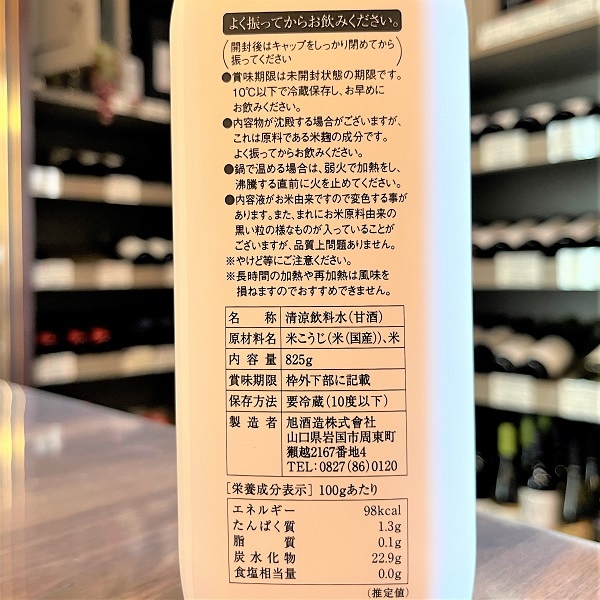 よく振ってからお飲みください。
(開封後はキャップをしっかり閉めてから
振ってください)
●賞味期限は未開封状態の期限です。
10℃以下で冷蔵保存し、お早めに
お飲みください。
●内容物が沈殿する場合がございますが、
これは原料である米麹の成分です。
よく振ってからお飲みください。
●鍋で温める場合は、弱火で加熱をし、
沸騰する直前に火を止めてください。
●内容液がお米由来ですので変色する事が
あります。また、まれにお米原料由来の
黒い粒の様なものが入っていることが
ございますが、品質上問題ありません。
※やけど等にご注意ください。
※長時間の加熱や再加熱は風味を
損ねますのでおすすめできません。
名称 清涼飲料水(甘酒)
原材料名 米こうじ(米(国産))、米
内容量 825g
賞味期限 枠外下部に記載
保存方法 要冷蔵(10度以下)
製造者 旭酒造株式會社
山口県岩国市周東町
獺越2167番地4
TEL:0827(86)0120
[栄養成分表示] 100gあたり
エネルギー 98kcal
たんぱく質 1.3g
脂質 0.1g
炭水化物 22.9g
食塩相当量 0.0g
(推定値)